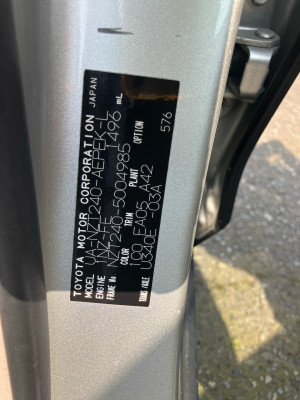 TOYOTA MOTOR CORPORATION JAPAN
MODEL UA-NZT240-AEPEK-L
ENGINE 1NZ-FE 1496 mL
FRAME No. NZT240-5004985
COLOR TRIM PLANT OPTION
1C0 FA05 A42 576
TRANS./AXLE U340E -03A